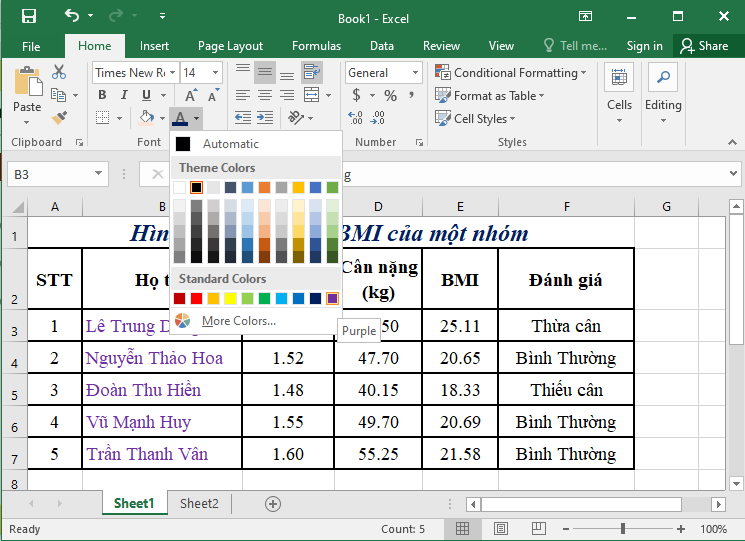 Book1 - Excel
File Home Insert Page Layout Formulas Data Review View Tell me... Sign in Share
Paste
Times New Ro 14
B I U A A
A
General
$ % ,
.00 .0
Conditional Formatting
Format as Table
Cell Styles
Cells
Editing
Clipboard Font Styles
Automatic
Theme Colors
Standard Colors
More Colors...
Purple
B3 g
A B D E F G
1 Hìn BMI của một nhóm
2 STT Họ t Cân nặng (kg) BMI Đánh giá
3 1 Lê Trung D 50 25.11 Thừa cân
4 2 Nguyễn Thảo Hoa 1.52 47.70 20.65 Bình Thường
5 3 Đoàn Thu Hiền 1.48 40.15 18.33 Thiếu cân
6 4 Vũ Mạnh Huy 1.55 49.70 20.69 Bình Thường
7 5 Trần Thanh Vân 1.60 55.25 21.58 Bình Thường
8
Sheet1 Sheet2
Ready Count: 5 100%